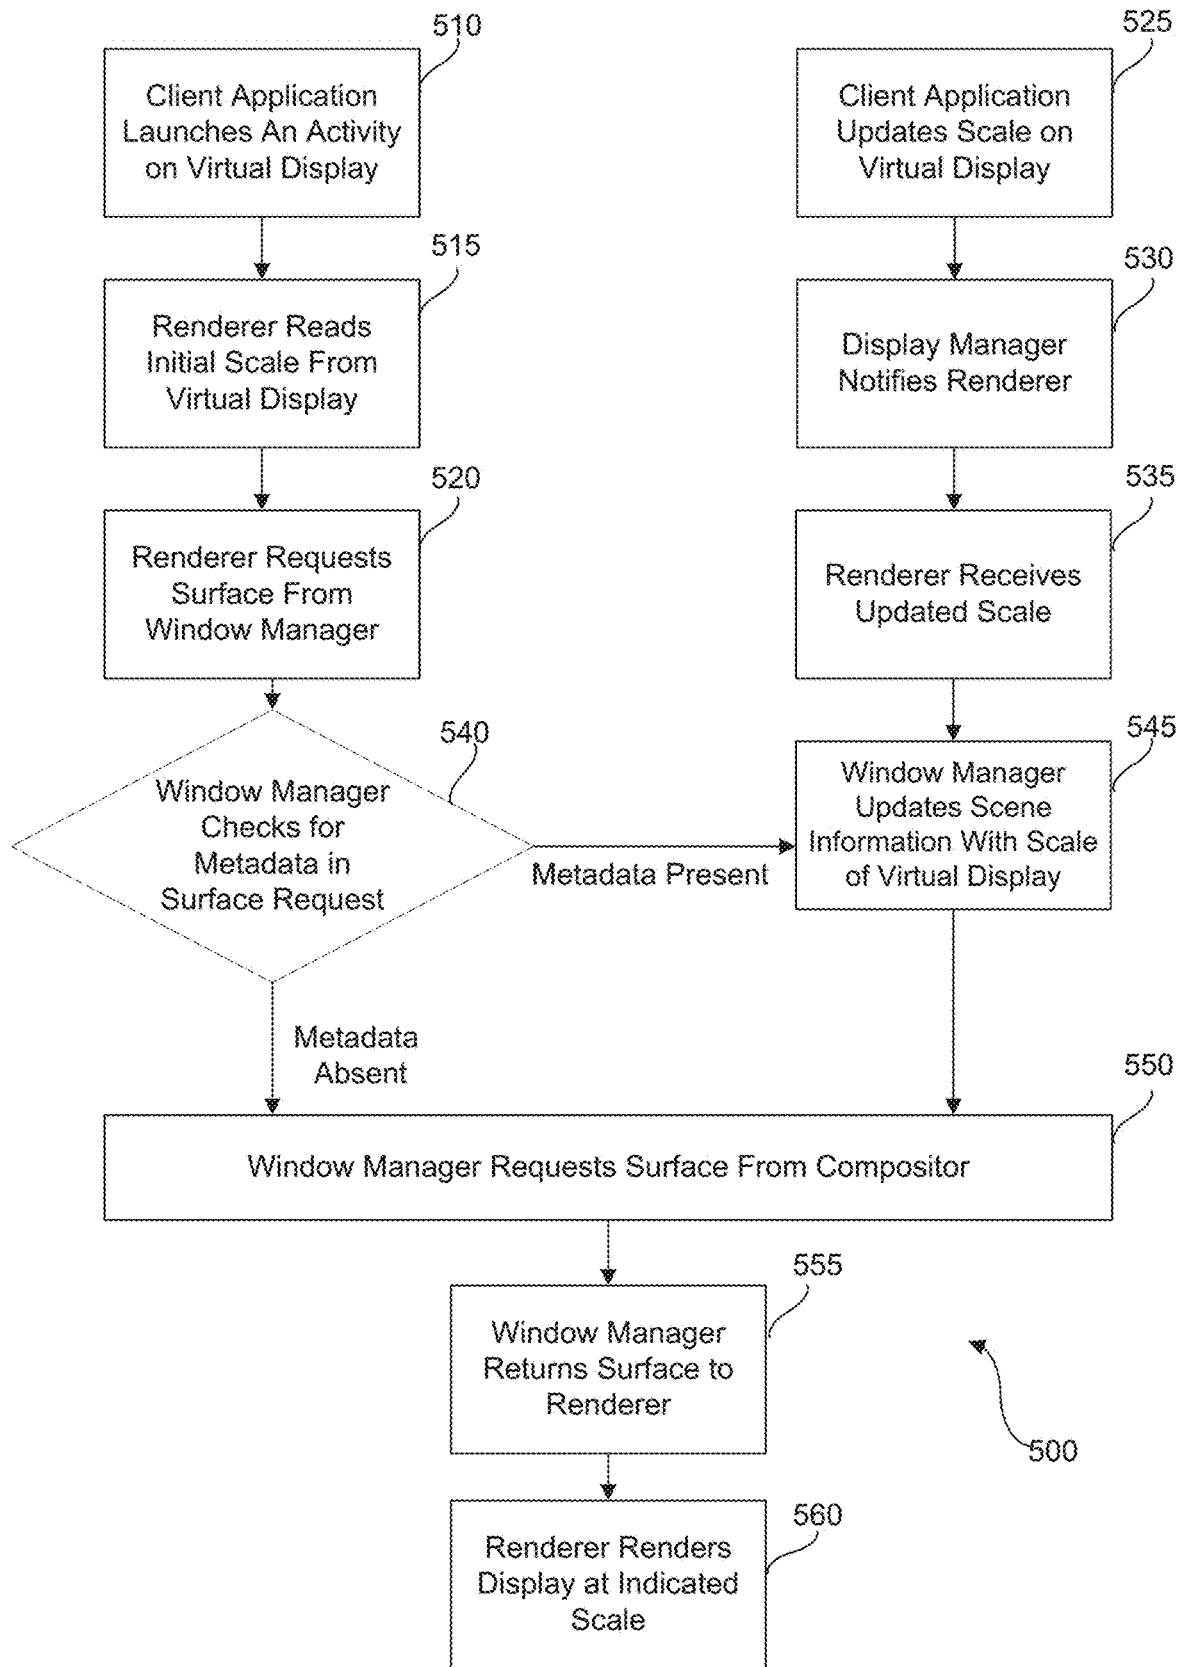 510
Client Application
Launches An Activity
on Virtual Display
515
Renderer Reads
Initial Scale From
Virtual Display
520
Renderer Requests
Surface From
Window Manager
540
Window Manager
Checks for
Metadata in
Surface Request
Metadata Present
Metadata
Absent
525
Client Application
Updates Scale on
Virtual Display
530
Display Manager
Notifies Renderer
535
Renderer Receives
Updated Scale
545
Window Manager
Updates Scene
Information With Scale
of Virtual Display
550
Window Manager Requests Surface From Compositor
555
Window Manager
Returns Surface to
Renderer
500
560
Renderer Renders
Display at Indicated
Scale